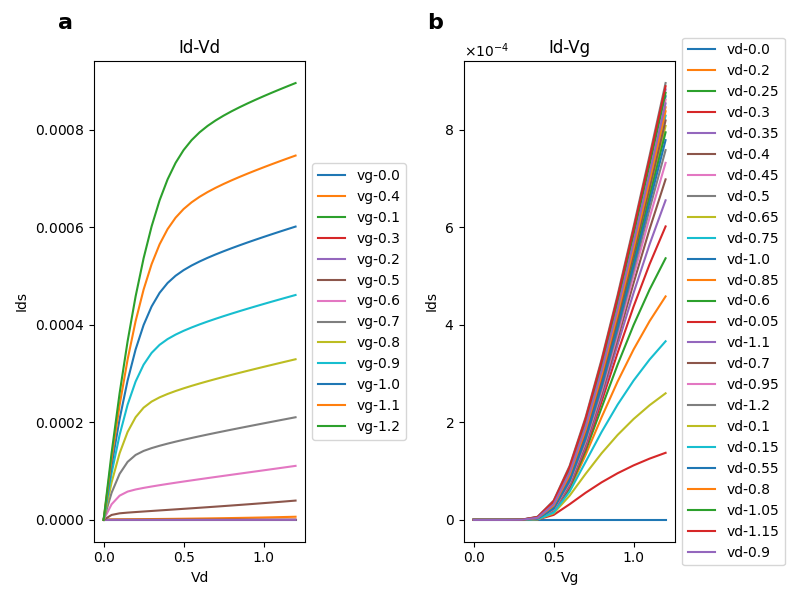 a
Id-Vd
0.0008
0.0006
0.0004
0.0002
0.0000
Ids
0.0
0.5
1.0
Vd
vg-0.0
vg-0.4
vg-0.1
vg-0.3
vg-0.2
vg-0.5
vg-0.6
vg-0.7
vg-0.8
vg-0.9
vg-1.0
vg-1.1
vg-1.2
b
Id-Vg
×10⁻⁴
8
6
4
2
0
Ids
0.0
0.5
1.0
Vg
vd-0.0
vd-0.2
vd-0.25
vd-0.3
vd-0.35
vd-0.4
vd-0.45
vd-0.5
vd-0.65
vd-0.75
vd-1.0
vd-0.85
vd-0.6
vd-0.05
vd-1.1
vd-0.7
vd-0.95
vd-1.2
vd-0.1
vd-0.15
vd-0.55
vd-0.8
vd-1.05
vd-1.15
vd-0.9